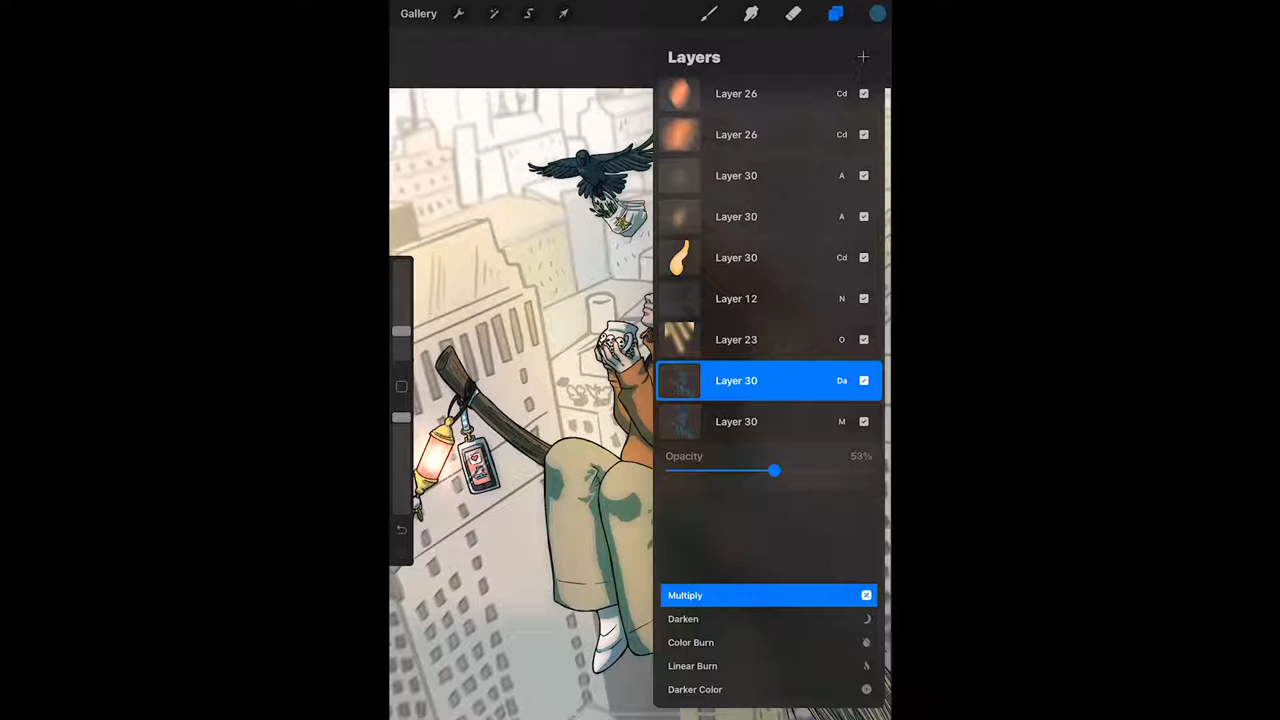 Gallery
Layers
Layer 26 Cd
Layer 26 Cd
Layer 30 A
Layer 30 A
Layer 30 Cd
Layer 12 N
Layer 23 O
Layer 30 Da
Layer 30 M
Opacity 53%
Multiply
Darken
Color Burn
Linear Burn
Darker Color